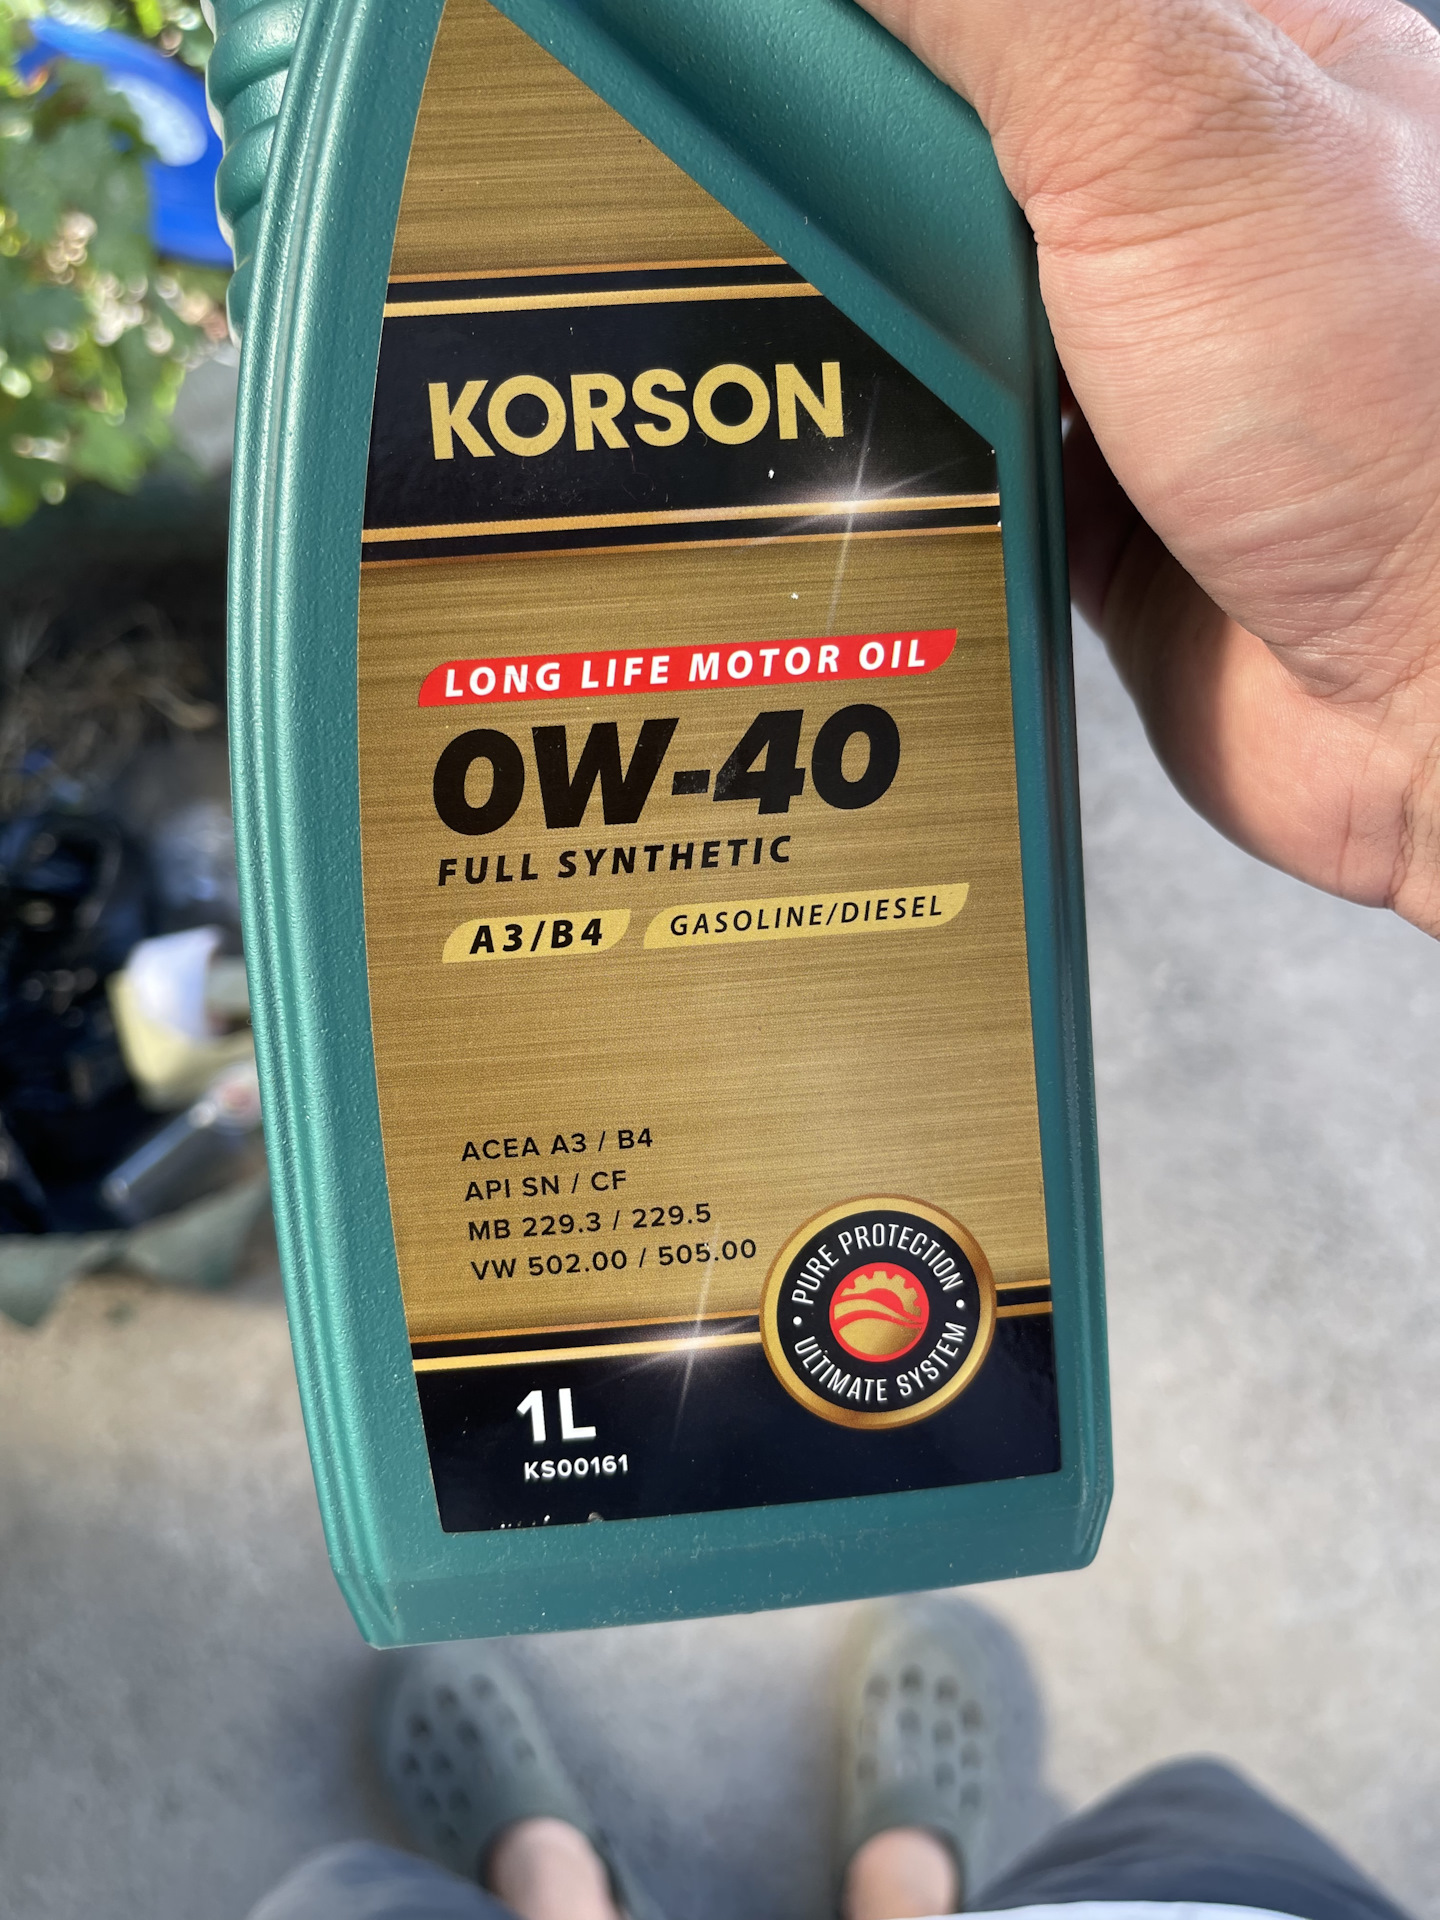 KORSON
LONG LIFE MOTOR OIL
0W-40
FULL SYNTHETIC
A3/B4 GASOLINE/DIESEL
ACEA A3 / B4
API SN / CF
MB 229.3 / 229.5
VW 502.00 / 505.00
• PURE PROTECTION •
ULTIMATE SYSTEM
1L
KS00161